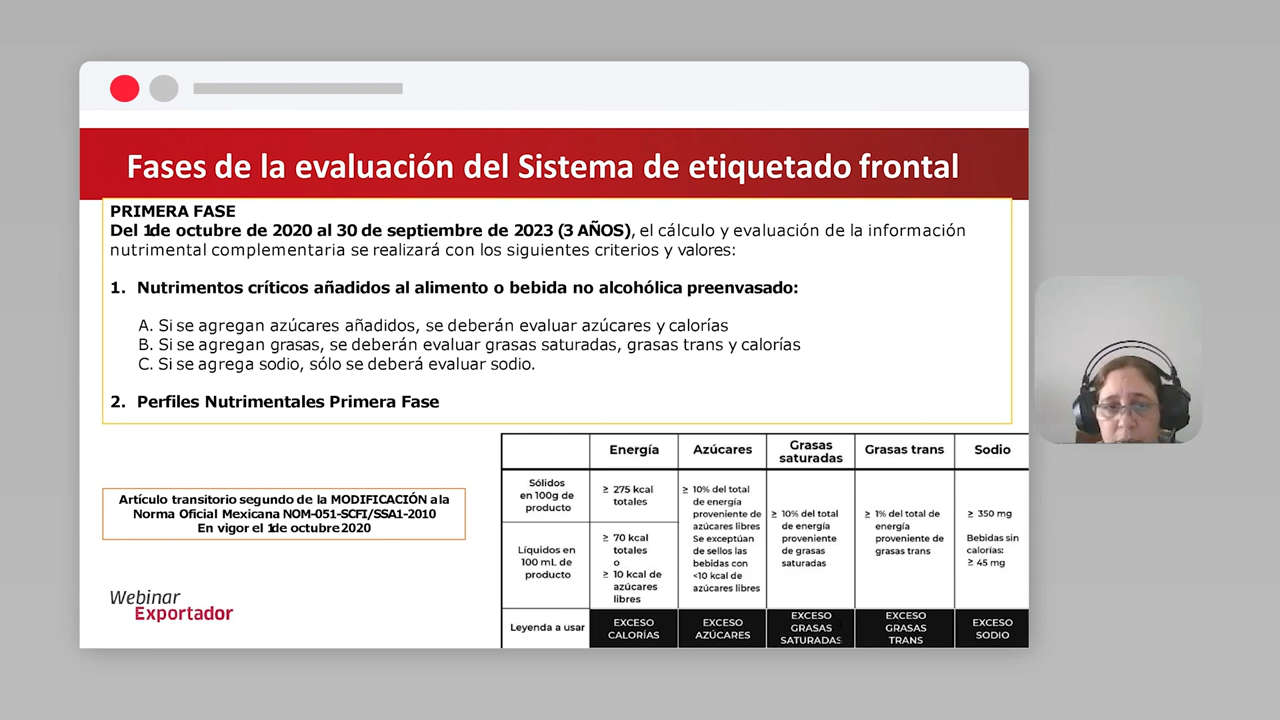 Fases de la evaluación del Sistema de etiquetado frontal
PRIMERA FASE
Del 1de octubre de 2020 al 30 de septiembre de 2023 (3 AÑOS), el cálculo y evaluación de la información
nutrimental complementaria se realizará con los siguientes criterios y valores:
1. Nutrimentos críticos añadidos al alimento o bebida no alcohólica preenvasado:
A. Si se agregan azúcares añadidos, se deberán evaluar azúcares y calorías
B. Si se agregan grasas, se deberán evaluar grasas saturadas, grasas trans y calorías
C. Si se agrega sodio, sólo se deberá evaluar sodio.
2. Perfiles Nutrimentales Primera Fase
Artículo transitorio segundo de la MODIFICACIÓN a la
Norma Oficial Mexicana NOM-051-SCFI/SSA1-2010
En vigor el 1de octubre 2020
Webinar
Exportador
Energía
Azúcares
Grasas
saturadas
Grasas trans
Sodio
Sólidos
en 100g de
producto
≥ 275 kcal
totales
Líquidos en
100 mL de
producto
≥ 70 kcal
totales
o
≥ 10 kcal de
azúcares
libres
≥ 10% del total
de energía
proveniente de
azúcares libres
Se exceptúan
de sellos las
bebidas con
<10 kcal de
azúcares libres
≥ 10% del total
de energía
proveniente
de grasas
saturadas
≥ 1% del total de
energía
proveniente de
grasas trans
≥ 350 mg
Bebidas sin
calorías:
≥ 45 mg
Leyenda a usar
EXCESO
CALORÍAS
EXCESO
AZÚCARES
EXCESO
GRASAS
SATURADAS
EXCESO
GRASAS
TRANS
EXCESO
SODIO